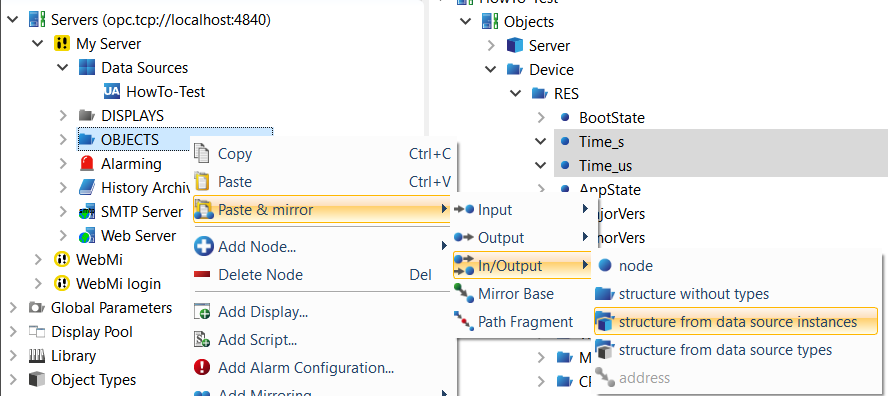 Servers (opc.tcp://localhost:4840)
My Server
Data Sources
UA HowTo-Test
DISPLAYS
OBJECTS
Alarming
History Archiv
SMTP Server
Web Server
WebMi
WebMi login
Global Parameters
Display Pool
Library
Object Types
Copy Ctrl+C
Paste Ctrl+V
Paste & mirror
Add Node...
Delete Node Del
Add Display...
Add Script...
Add Alarm Configuration...
Add Mirroring
Input
Output
In/Output
Mirror Base
Path Fragment
node
structure without types
structure from data source instances
structure from data source types
address
HowTo-Test
Objects
Server
Device
RES
BootState
Time_s
Time_us
AppState
ajorVers
norVers
M
CF